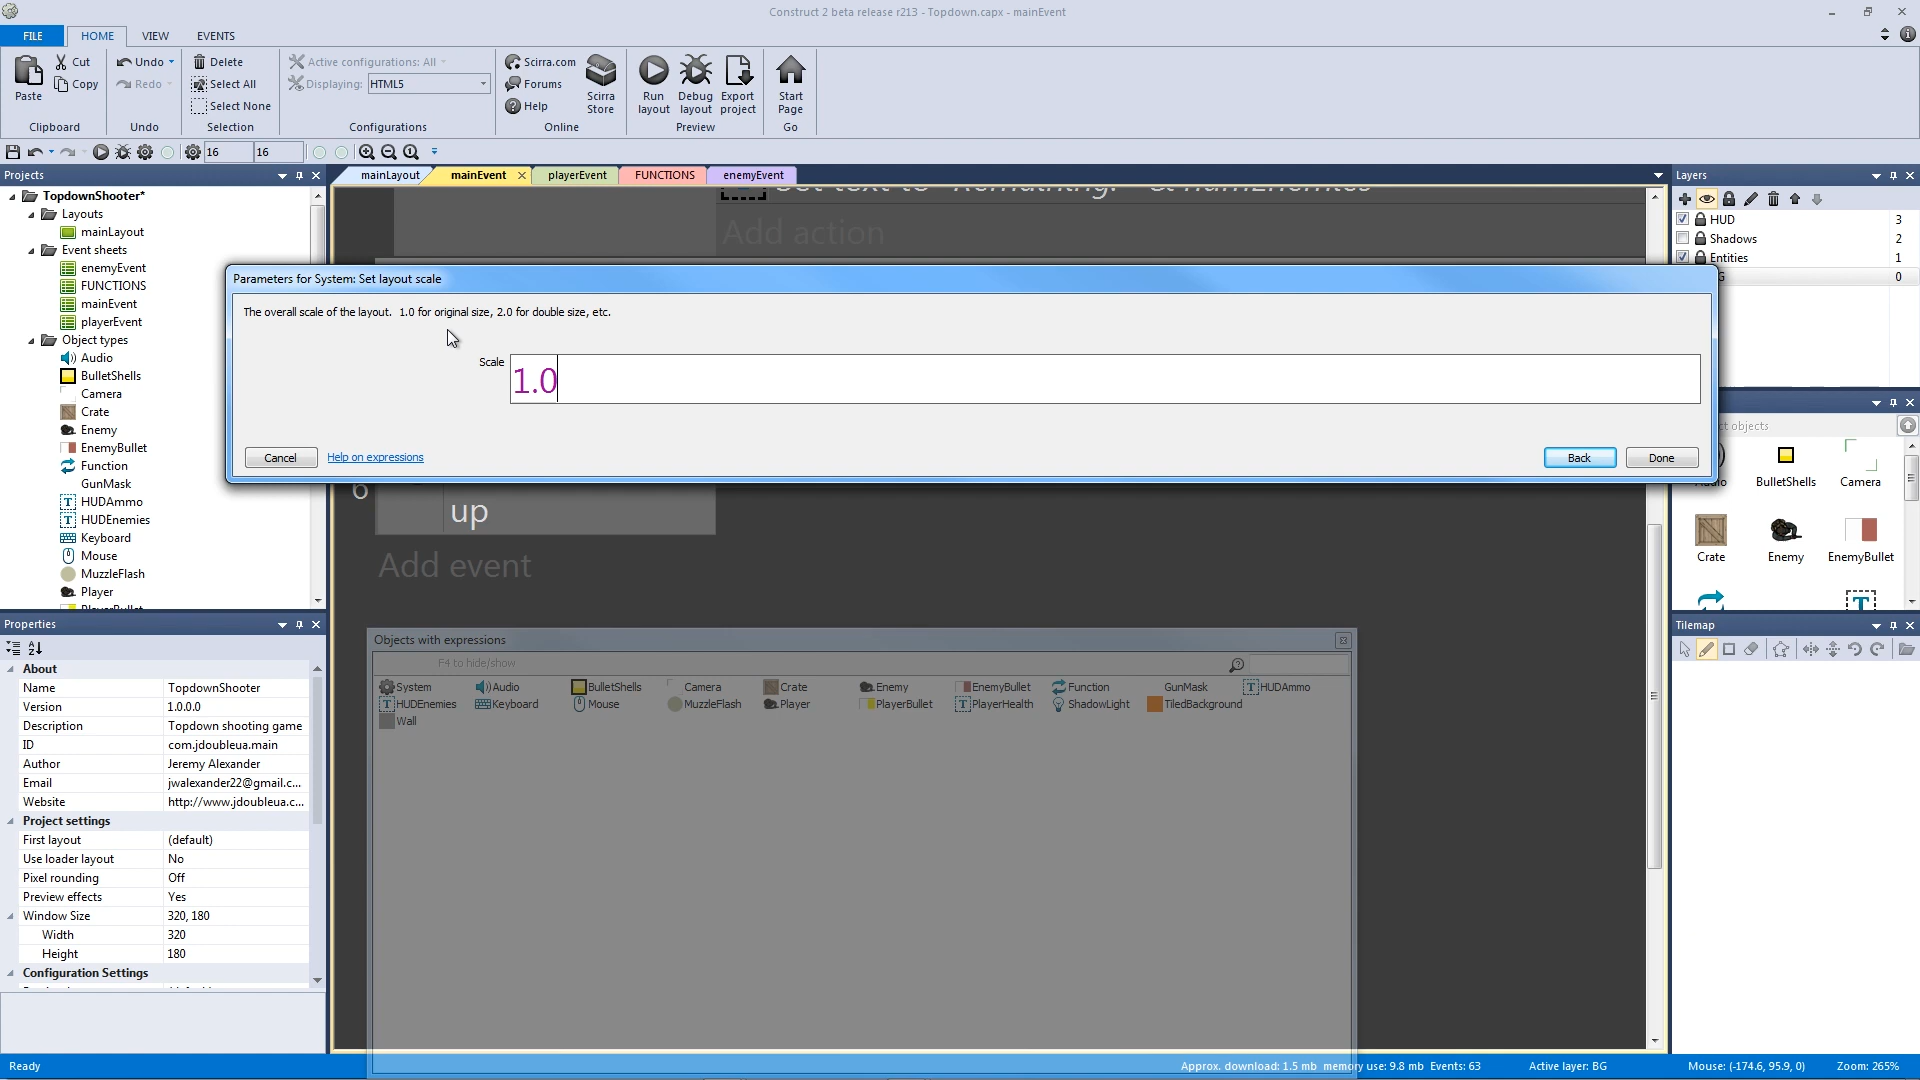 Construct 2 beta release r213 - Topdown.capx - mainEvent
FILE HOME VIEW EVENTS
Paste Cut Copy Clipboard
Undo Redo Undo
Delete Select All Select None Selection
Active configurations: All
Displaying: HTML5
Configurations
Scirra.com Forums Help Scirra Store Online
Run layout Debug layout Export project Preview
Start Page Go
16 16
Projects
TopdownShooter*
Layouts
mainLayout
Event sheets
enemyEvent
FUNCTIONS
mainEvent
playerEvent
Object types
Audio
BulletShells
Camera
Crate
Enemy
EnemyBullet
Function
GunMask
HUDAmmo
HUDEnemies
Keyboard
Mouse
MuzzleFlash
Player
Properties
About
Name TopdownShooter
Version 1.0.0.0
Description Topdown shooting game
ID com.jdoubleua.main
Author Jeremy Alexander
Email jwalexander22@gmail.c...
Website http://www.jdoubleua.c...
Project settings
First layout (default)
Use loader layout No
Pixel rounding Off
Preview effects Yes
Window Size 320, 180
Width 320
Height 180
Configuration Settings
mainLayout mainEvent playerEvent FUNCTIONS enemyEvent
Add action
Parameters for System: Set layout scale
The overall scale of the layout. 1.0 for original size, 2.0 for double size, etc.
Scale 1.0
Cancel Help on expressions Back Done
6 up
Add event
Objects with expressions
F4 to hide/show
System Audio BulletShells Camera Crate Enemy EnemyBullet Function GunMask HUDAmmo
HUDEnemies Keyboard Mouse MuzzleFlash Player PlayerBullet PlayerHealth ShadowLight TiledBackground
Wall
Layers
HUD 3
Shadows 2
Entities 1
0
BulletShells Camera
Crate Enemy EnemyBullet
Tilemap
Ready Approx. download: 1.5 mb memory use: 9.8 mb Events: 63 Active layer: BG Mouse: (-174.6, 95.9, 0) Zoom: 265%